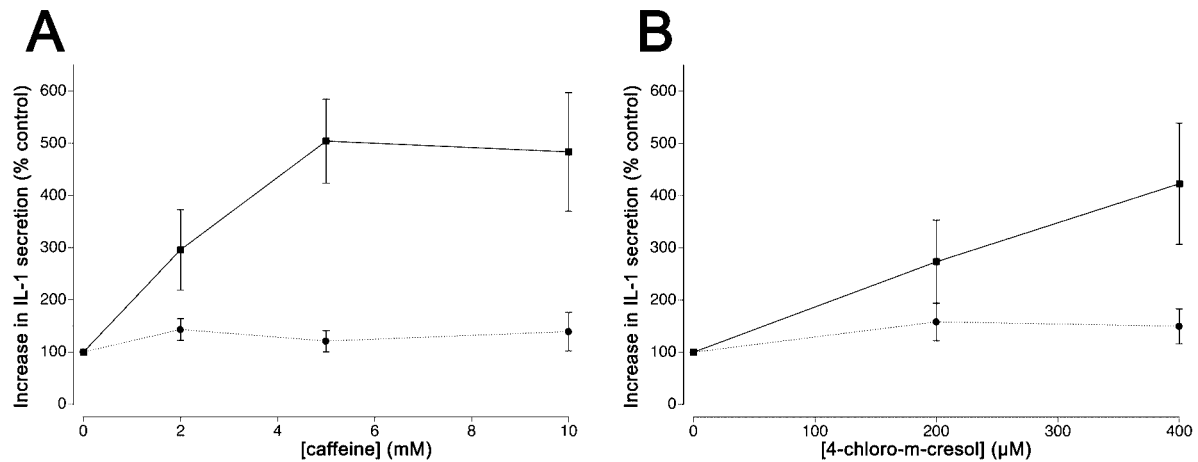 A
Increase in IL-1 secretion (% control)
600
500
400
300
200
100
0
0 2 4 6 8 10
[caffeine] (mM)
B
Increase in IL-1 secretion (% control)
600
500
400
300
200
100
0
0 100 200 300 400
[4-chloro-m-cresol] (µM)